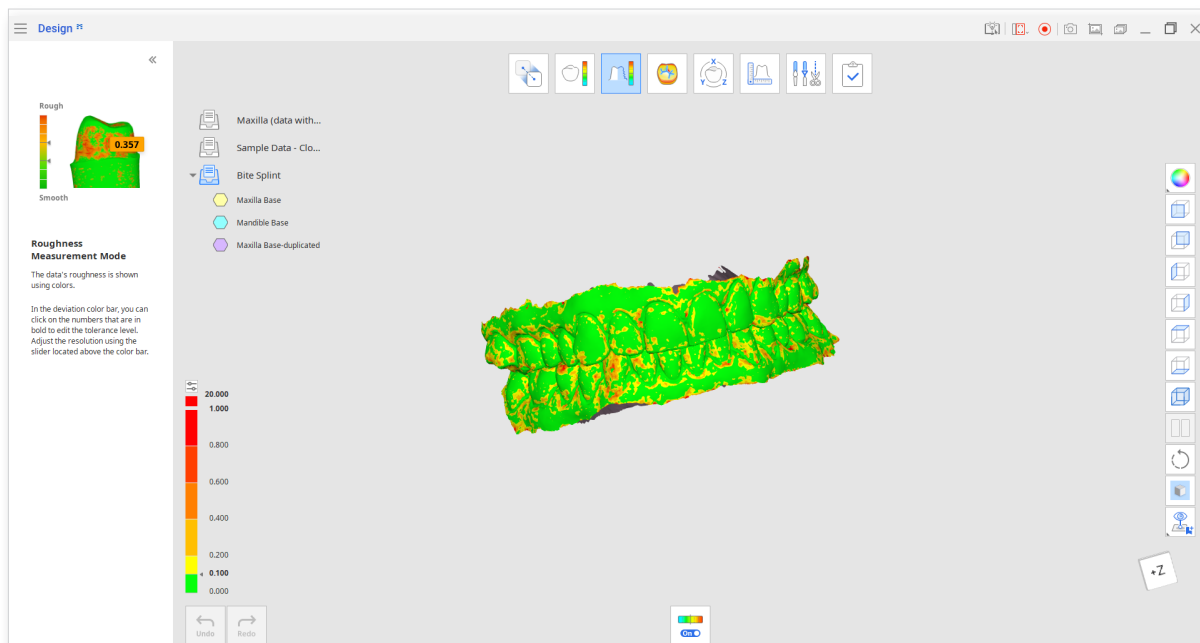 Design
Rough
0.357
Smooth
Roughness
Measurement Mode
The data's roughness is shown
using colors.
In the deviation color bar, you can
click on the numbers that are in
bold to edit the tolerance level.
Adjust the resolution using the
slider located above the color bar.
X
Y
Z
Maxilla (data with...
Sample Data - Clo...
Bite Splint
Maxilla Base
Mandible Base
Maxilla Base-duplicated
20.000
1.000
0.800
0.600
0.400
0.200
0.100
0.000
Undo
Redo
On
+Z